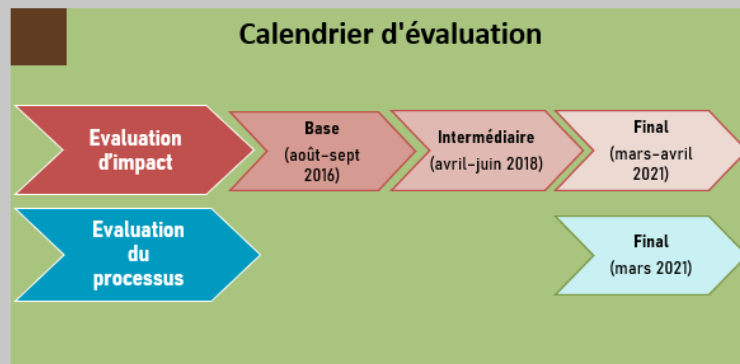 Calendrier d'évaluation
Evaluation
d'impact
Base
(août–sept
2016)
Intermédiaire
(avril–juin 2018)
Final
(mars–avril
2021)
Evaluation
du
processus
Final
(mars 2021)